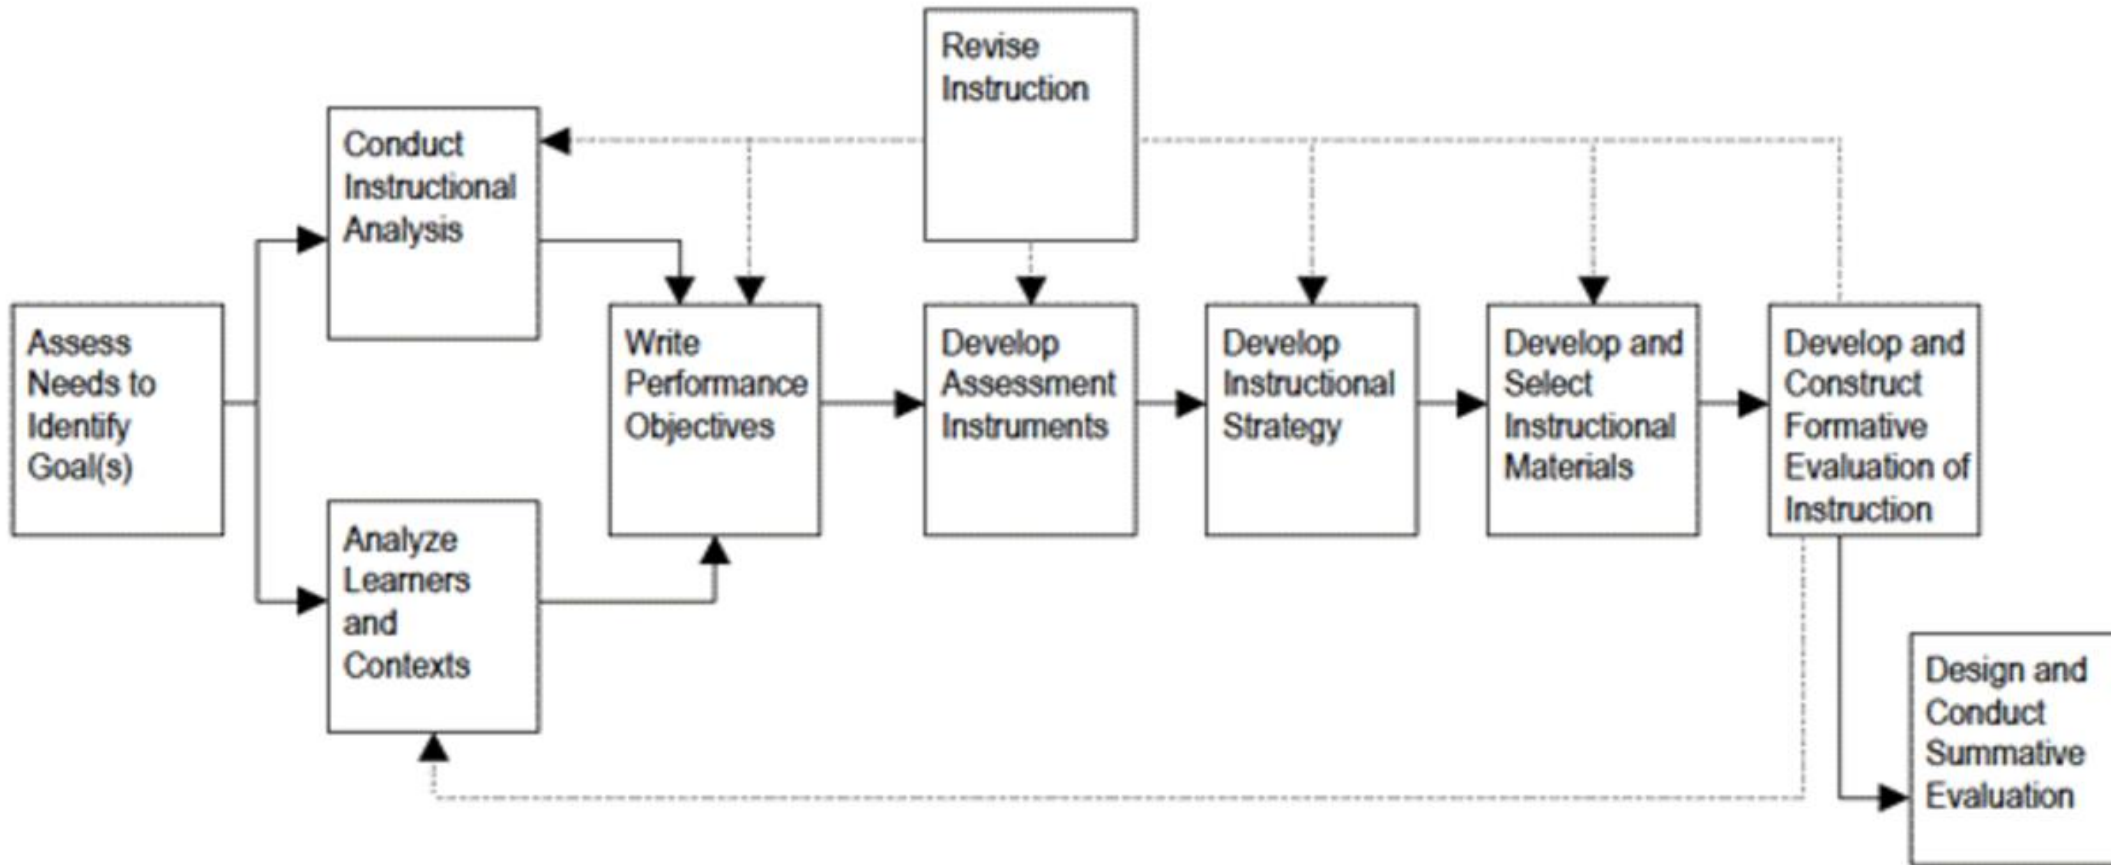 Revise
Instruction
Conduct
Instructional
Analysis
Assess
Needs to
Identify
Goal(s)
Write
Performance
Objectives
Develop
Assessment
Instruments
Develop
Instructional
Strategy
Develop and
Select
Instructional
Materials
Develop and
Construct
Formative
Evaluation of
Instruction
Analyze
Learners
and
Contexts
Design and
Conduct
Summative
Evaluation